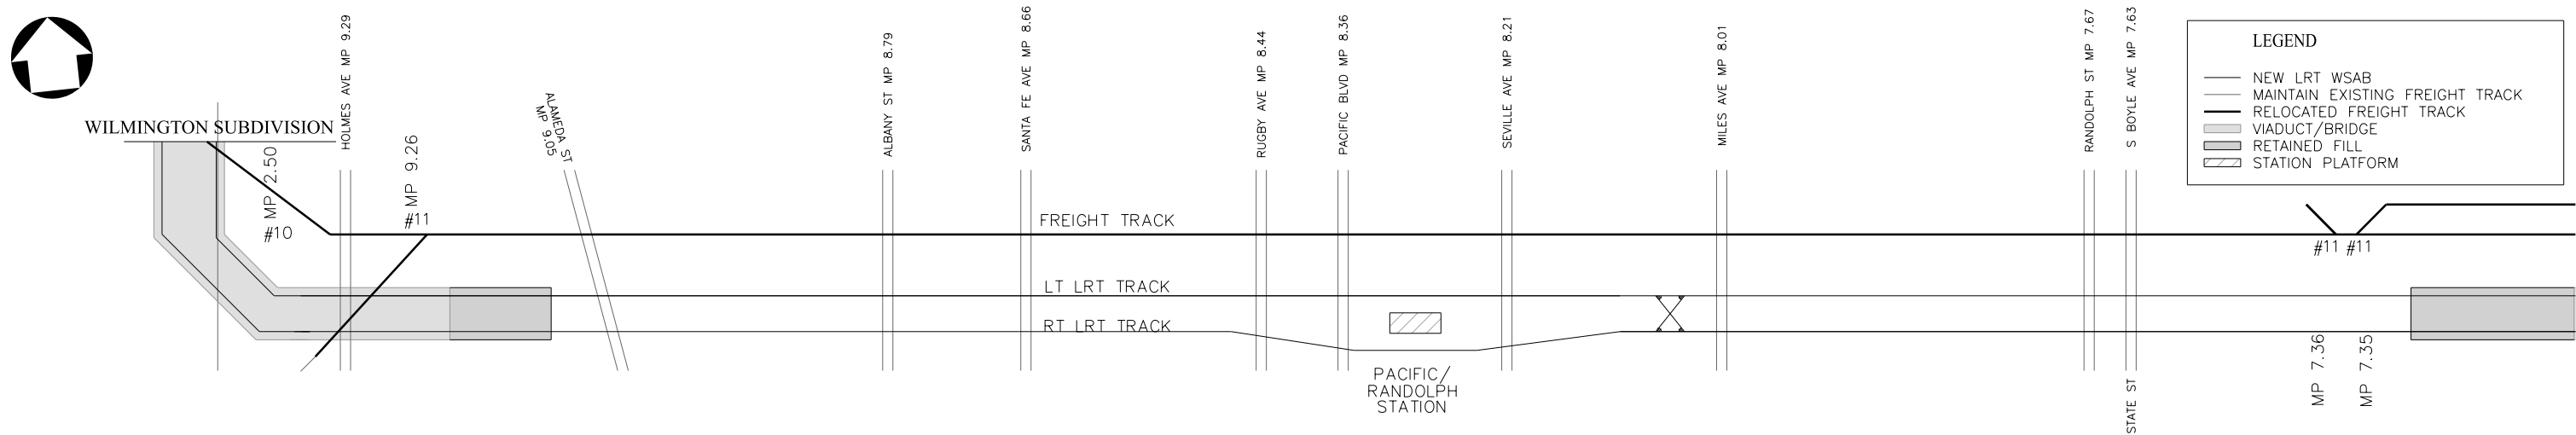 HOLMES AVE MP 9.29
ALBANY ST MP 8.79
SANTA FE AVE MP 8.66
RUGBY AVE MP 8.44
PACIFIC BLVD MP 8.36
SEVILLE AVE MP 8.21
MILES AVE MP 8.01
RANDOLPH ST MP 7.67
S BOYLE AVE MP 7.63
LEGEND
NEW LRT WSAB
MAINTAIN EXISTING FREIGHT TRACK
RELOCATED FREIGHT TRACK
VIADUCT/BRIDGE
RETAINED FILL
STATION PLATFORM
WILMINGTON SUBDIVISION
ALAMEDA ST
MP 9.05
MP 2.50
#10
MP 9.26
#11
FREIGHT TRACK
#11 #11
LT LRT TRACK
RT LRT TRACK
PACIFIC/
RANDOLPH
STATION
MP 7.36
MP 7.35
STATE ST